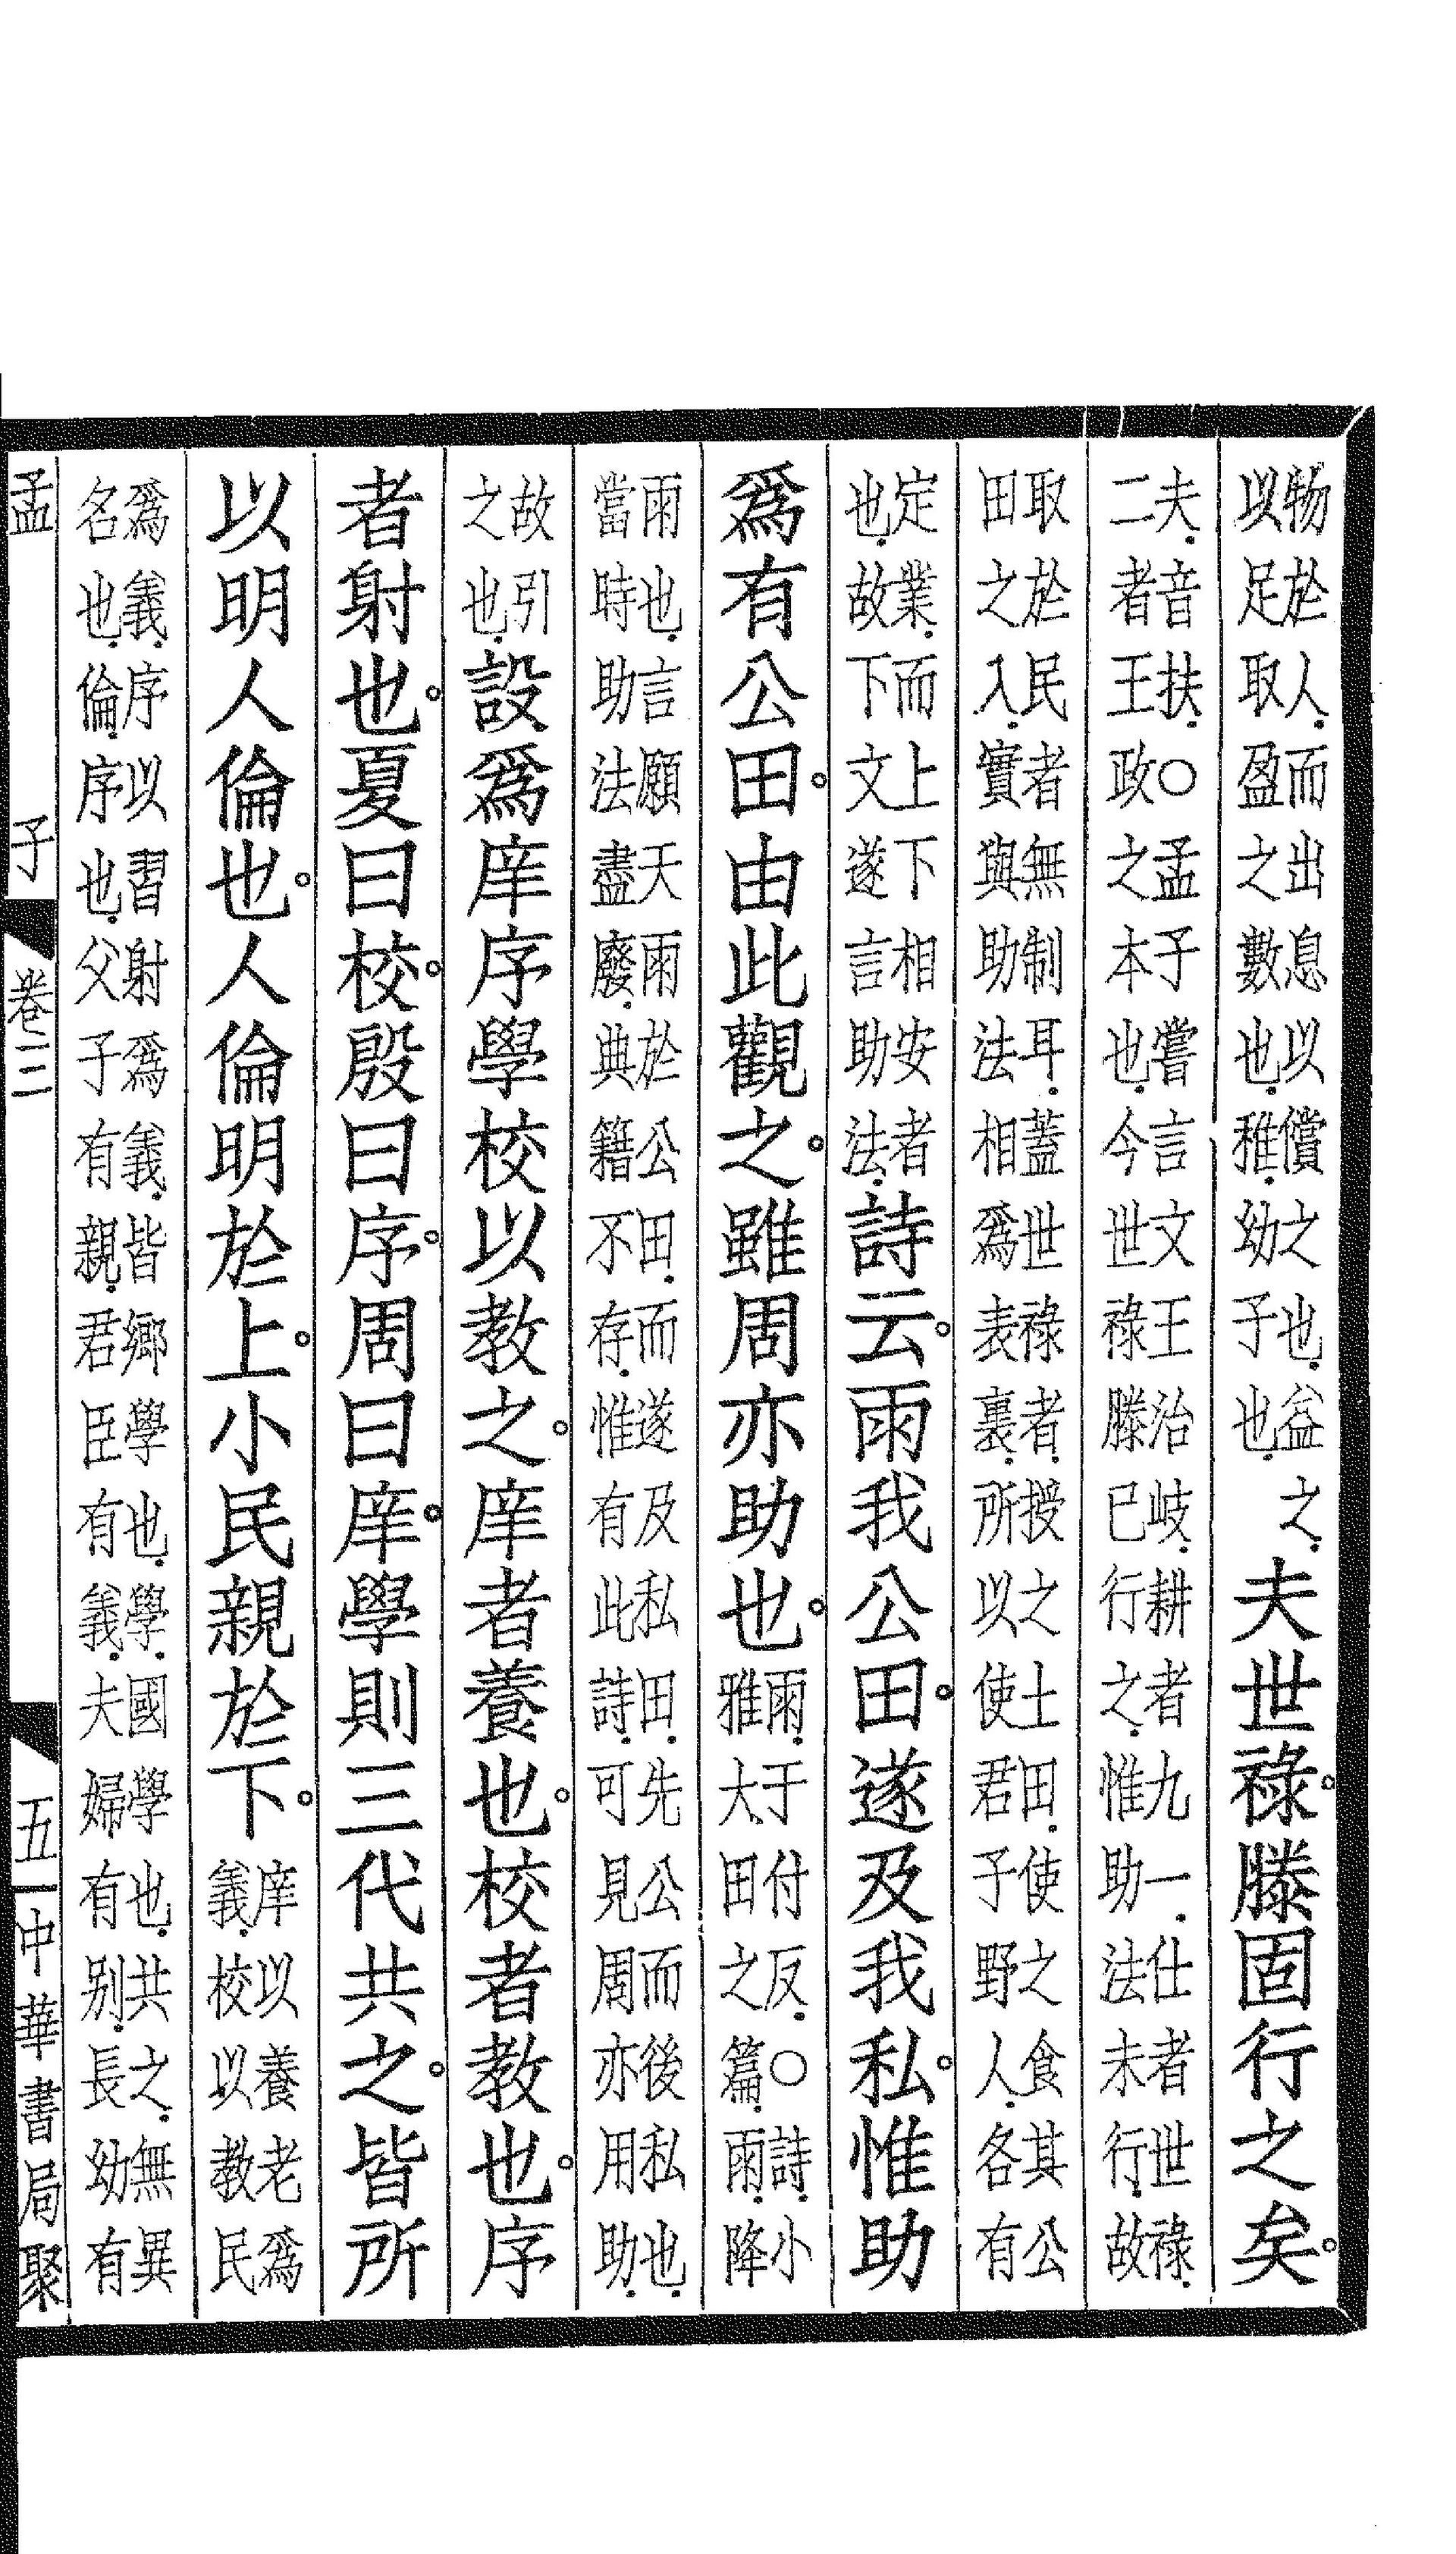 物於人.而出息以償之也.益之.
以足取盈之數也.稚.幼子也.
夫世祿。滕固行之矣。
夫.音扶.○孟子嘗言文王治岐.耕者九一.仕者世祿.
二者王政之本也.今世祿滕已行之.惟助法未行.故
取於民者無制耳.蓋世祿者.授之土田.使之食其公
田之入.實與助法相爲表裏.所以使君子野人.各有
定業.而上下相安者
也.故下文遂言助法.
詩云。雨我公田。遂及我私。惟助
爲有公田。由此觀之。雖周亦助也。
雨.于付反.○詩.小
雅大田之篇.雨.降
雨也.言願天雨於公田.而遂及私田.先公而後私也.
當時助法盡廢.典籍不存.惟有此詩.可見周亦用助.
故引
之也.
設爲庠序學校以教之。庠者養也。校者教也。序
者射也。夏曰校。殷曰序。周曰庠。學則三代共之。皆所
以明人倫也。人倫明於上。小民親於下。
庠以養老爲
義.校以教民
爲義.序以習射爲義.皆鄉學也.學.國學也.共之.無異
名也.倫.序也.父子有親.君臣有義.夫婦有別.長幼有
孟 子 卷三 五 中華書局聚